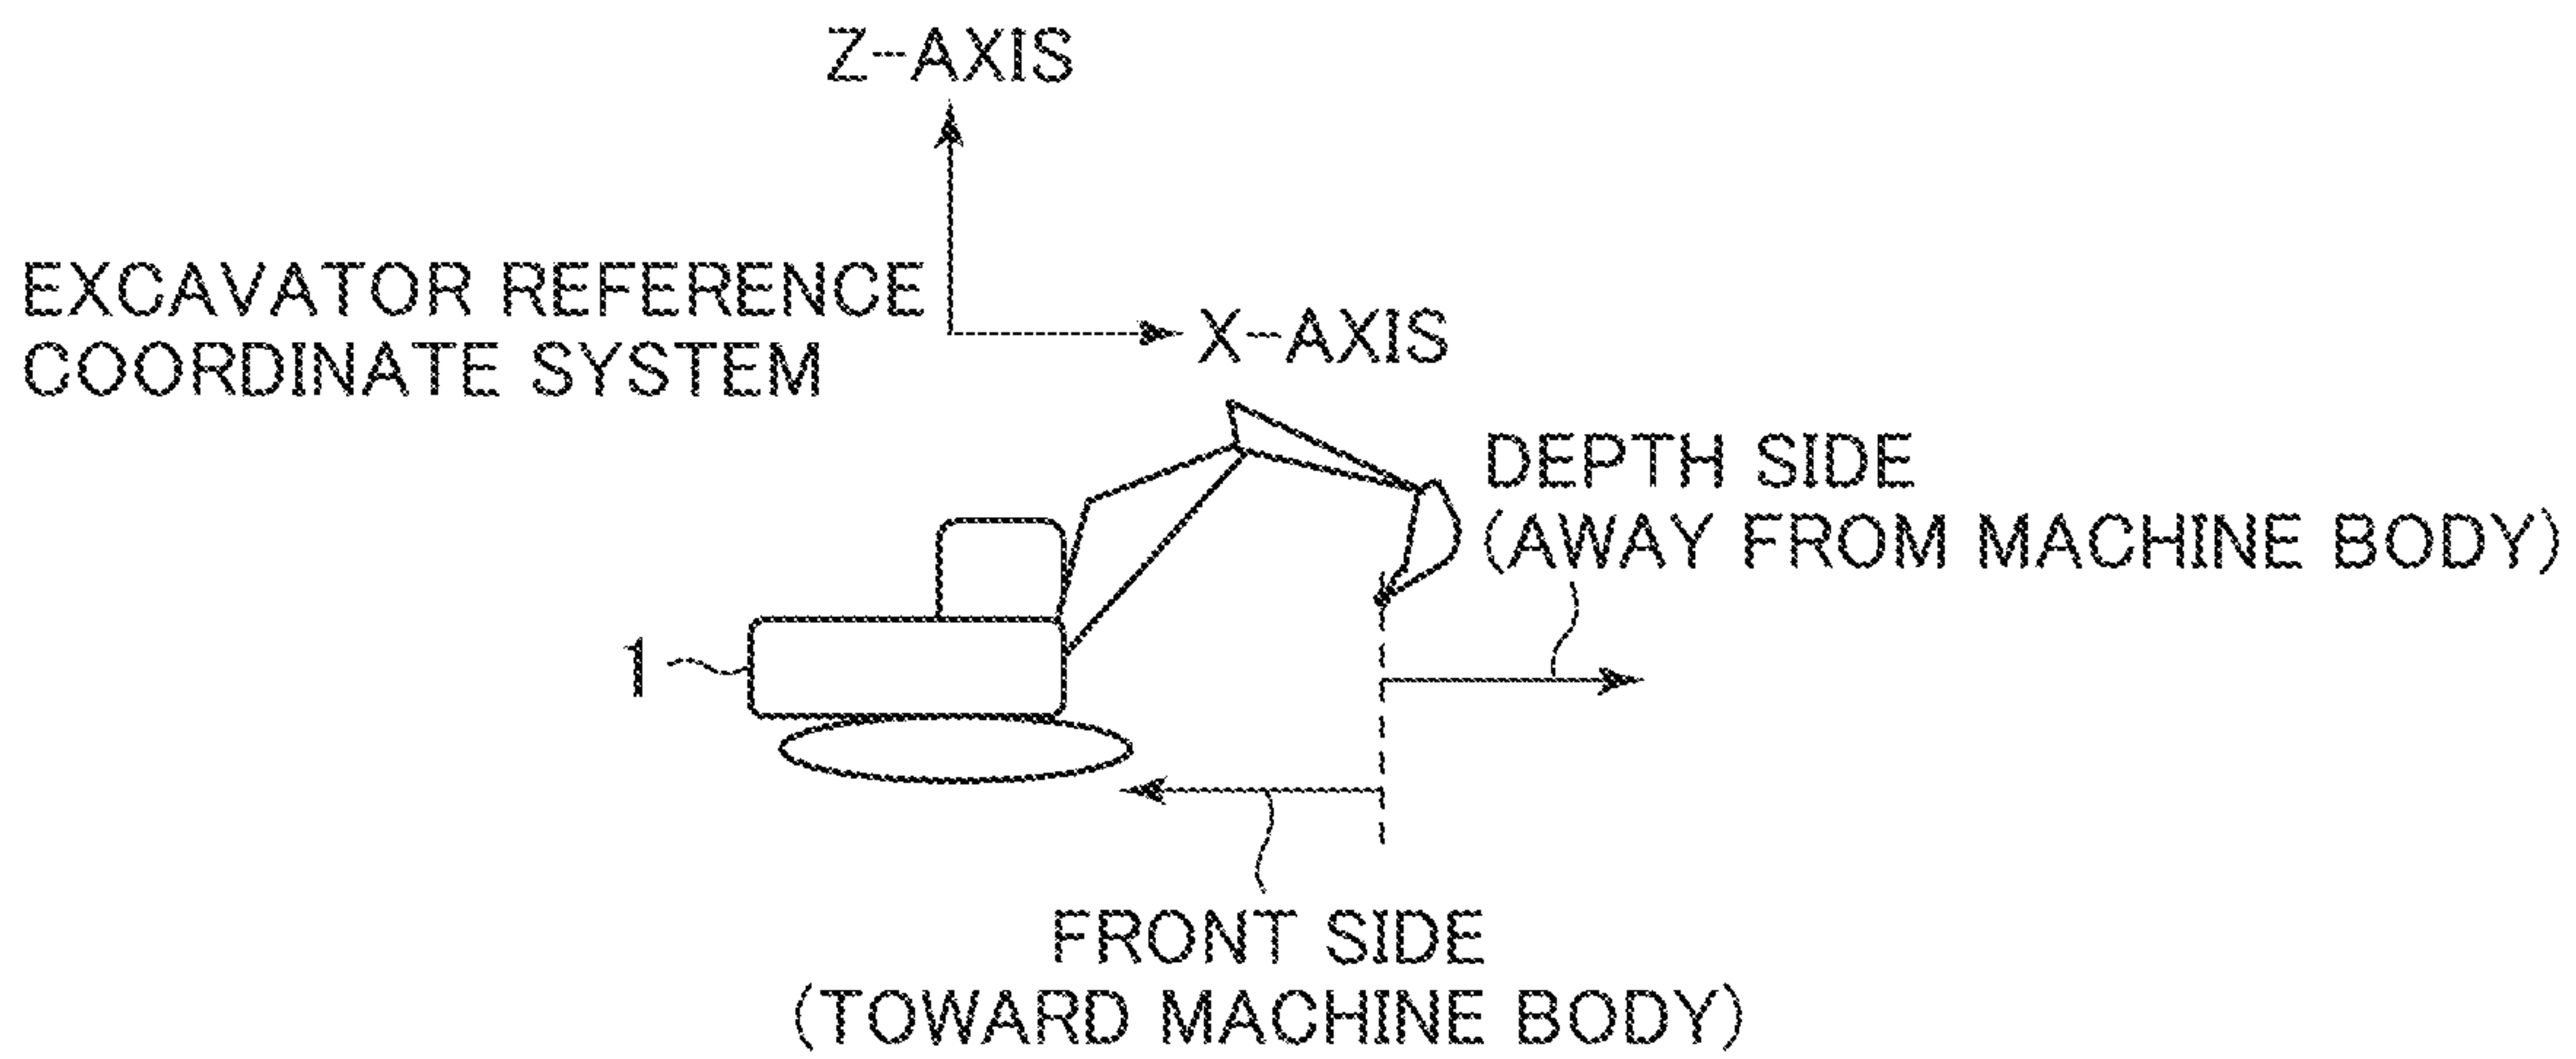 Z-AXIS
EXCAVATOR REFERENCE
COORDINATE SYSTEM
X-AXIS
DEPTH SIDE
(AWAY FROM MACHINE BODY)
1
FRONT SIDE
(TOWARD MACHINE BODY)